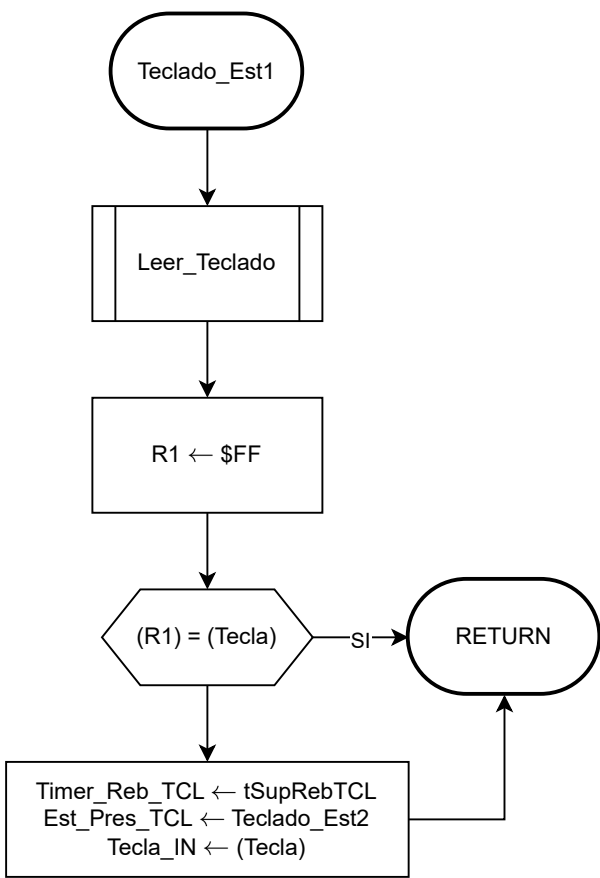 Teclado_Est1
Leer_Teclado
R1 ← $FF
(R1) = (Tecla)
SI
RETURN
Timer_Reb_TCL ← tSupRebTCL
Est_Pres_TCL ← Teclado_Est2
Tecla_IN ← (Tecla)